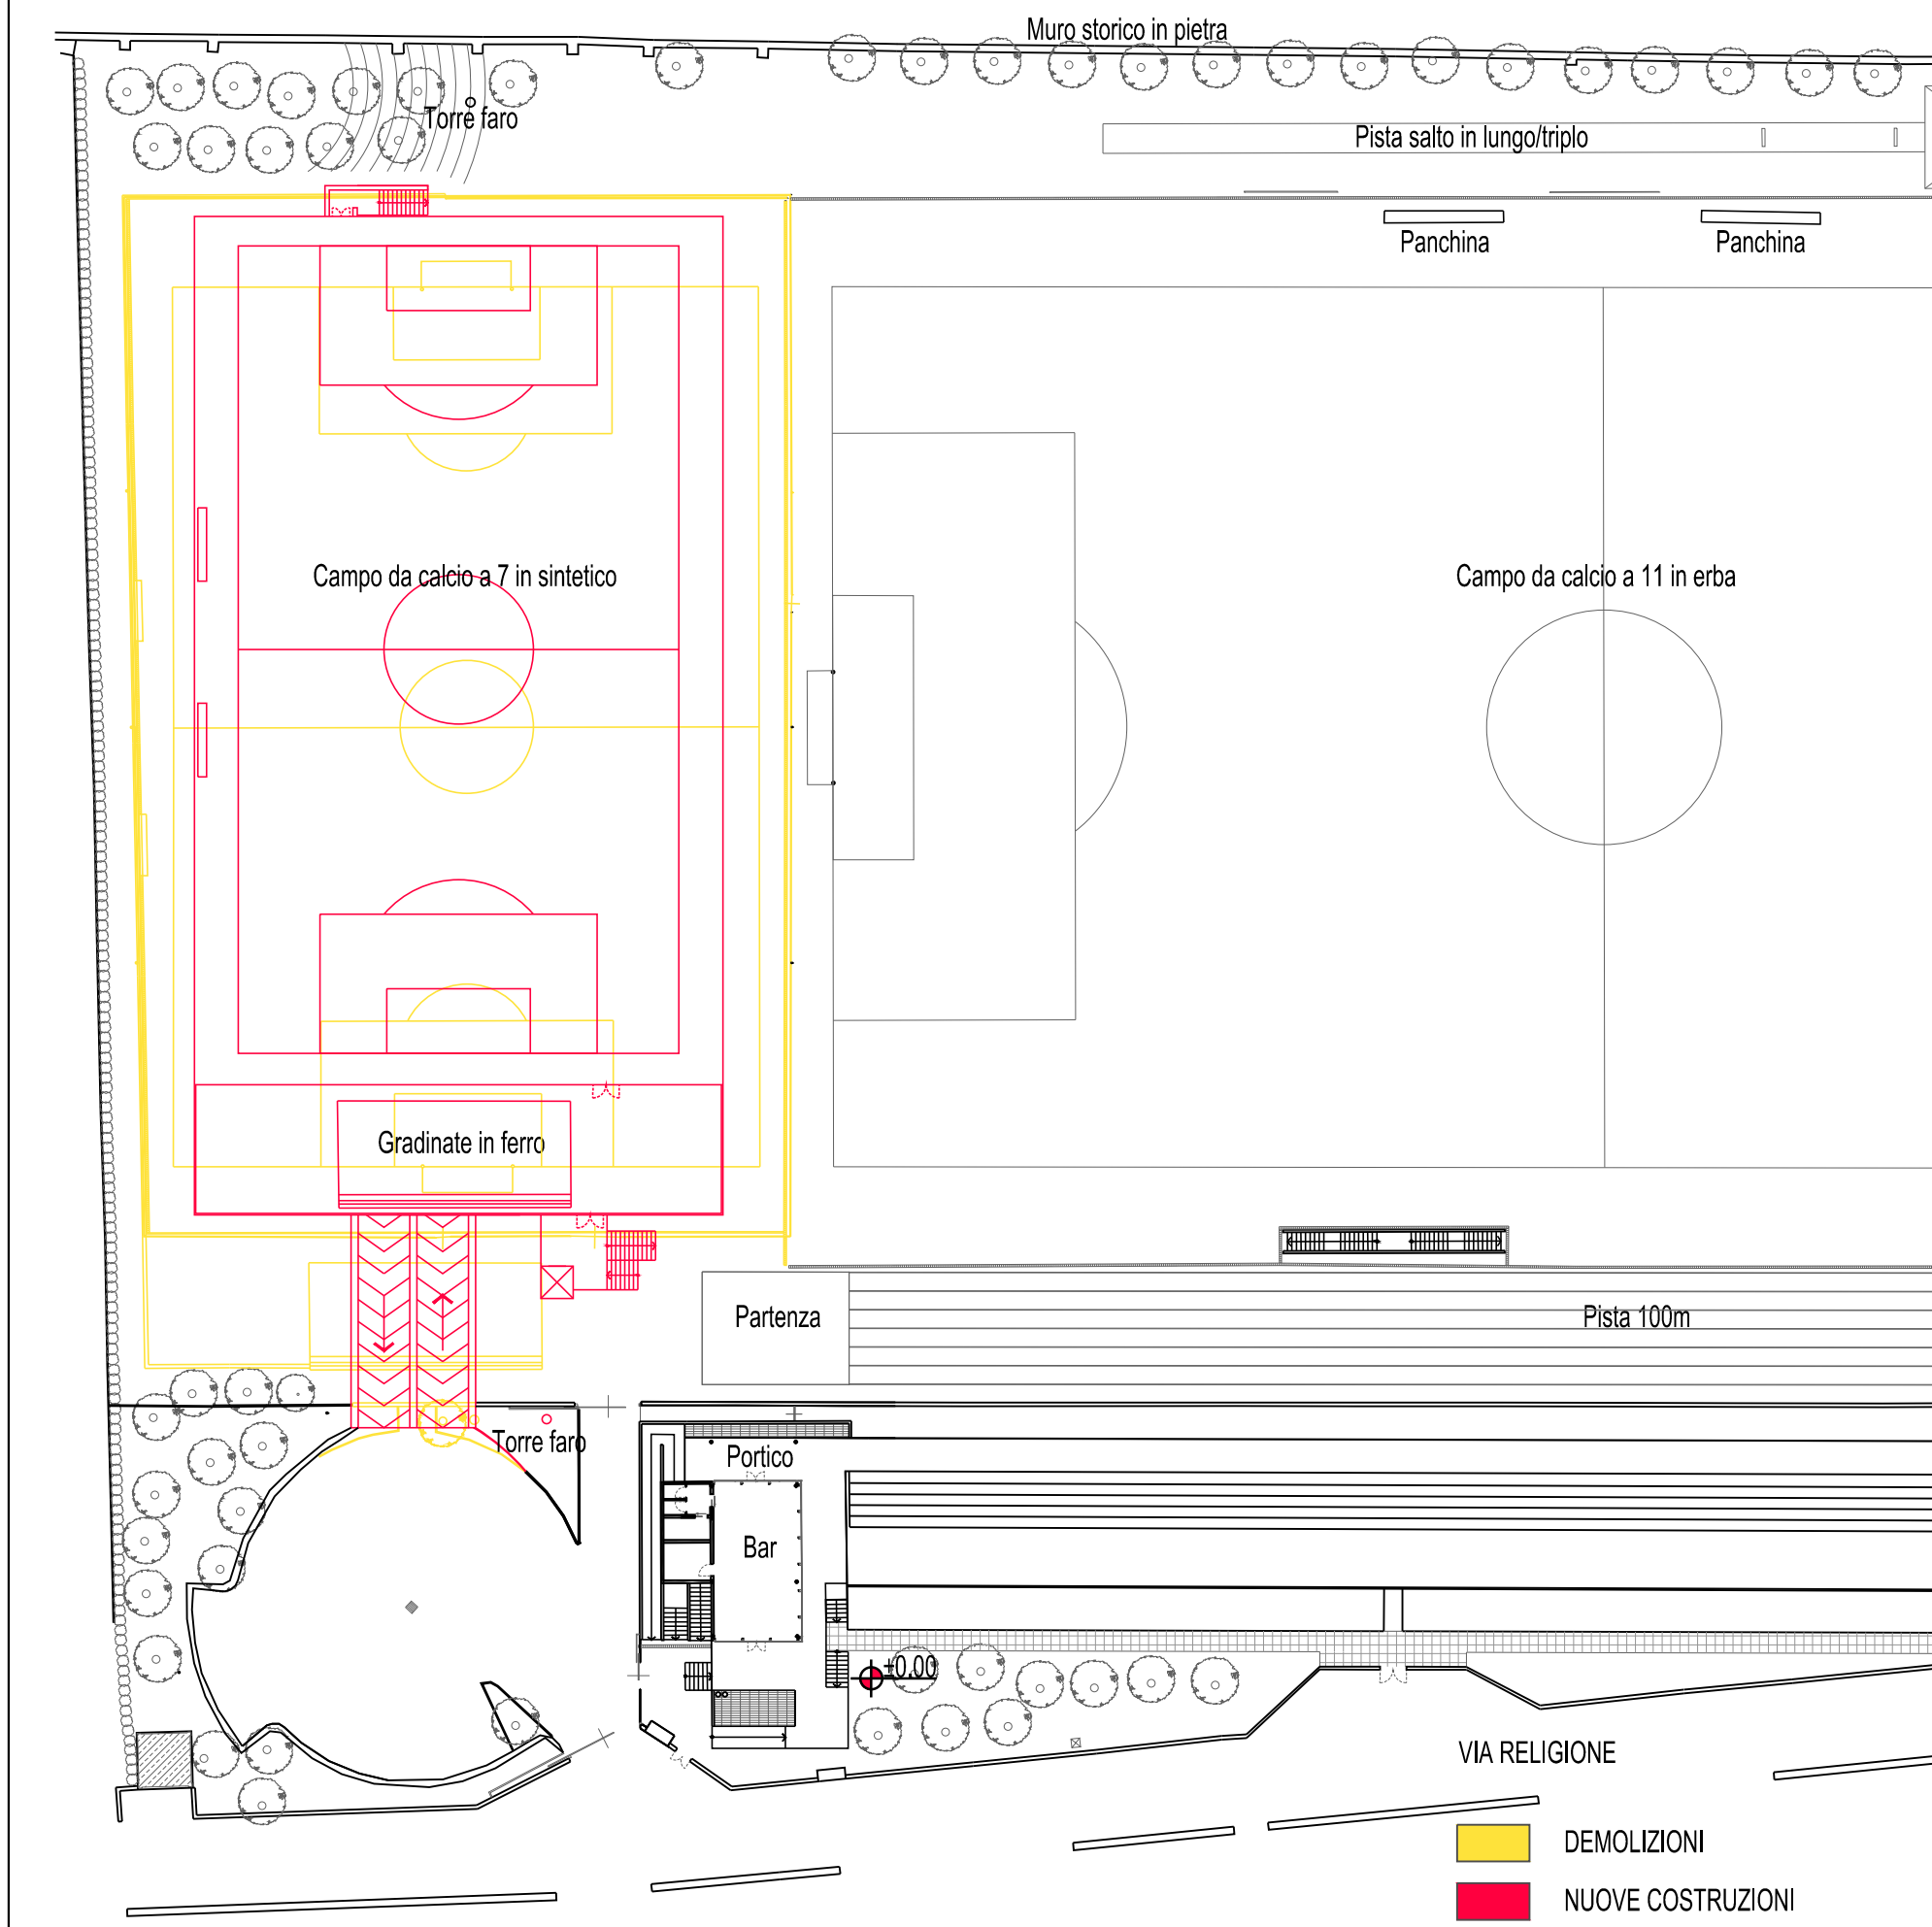 Muro storico in pietra
Torre faro
Pista salto in lungo/triplo
Panchina
Panchina
Campo da calcio a 7 in sintetico
Campo da calcio a 11 in erba
Gradinate in ferro
Partenza
Pista 100m
Torre faro
Portico
Bar
±0.00
VIA RELIGIONE
DEMOLIZIONI
NUOVE COSTRUZIONI